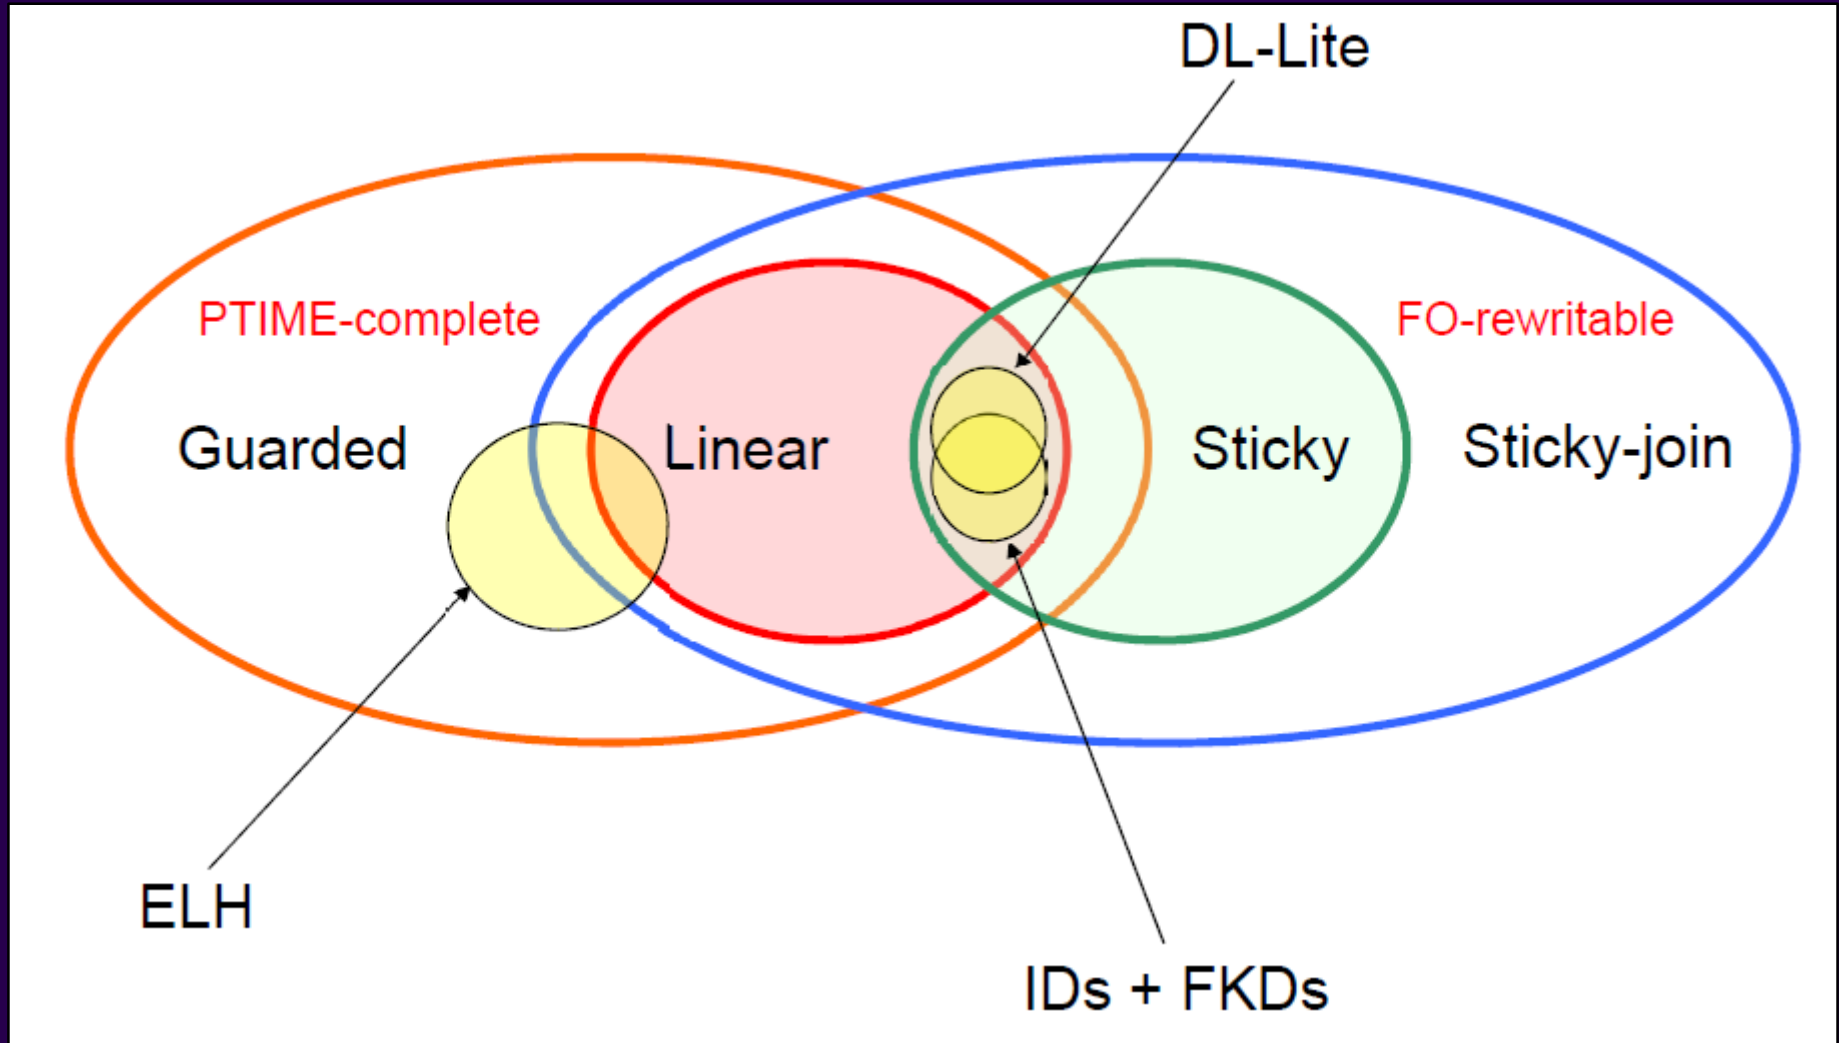 DL-Lite
PTIME-complete
FO-rewritable
Guarded
Linear
Sticky
Sticky-join
ELH
IDs + FKDs